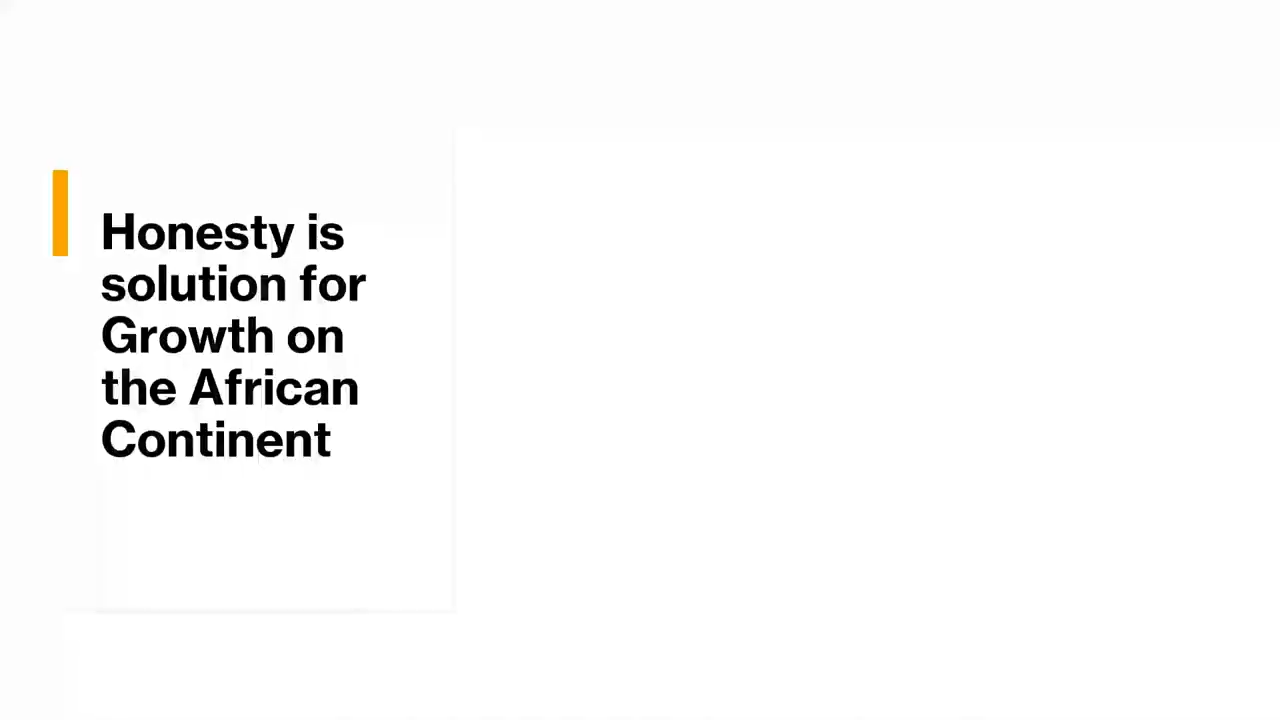 Honesty is
solution for
Growth on
the African
Continent